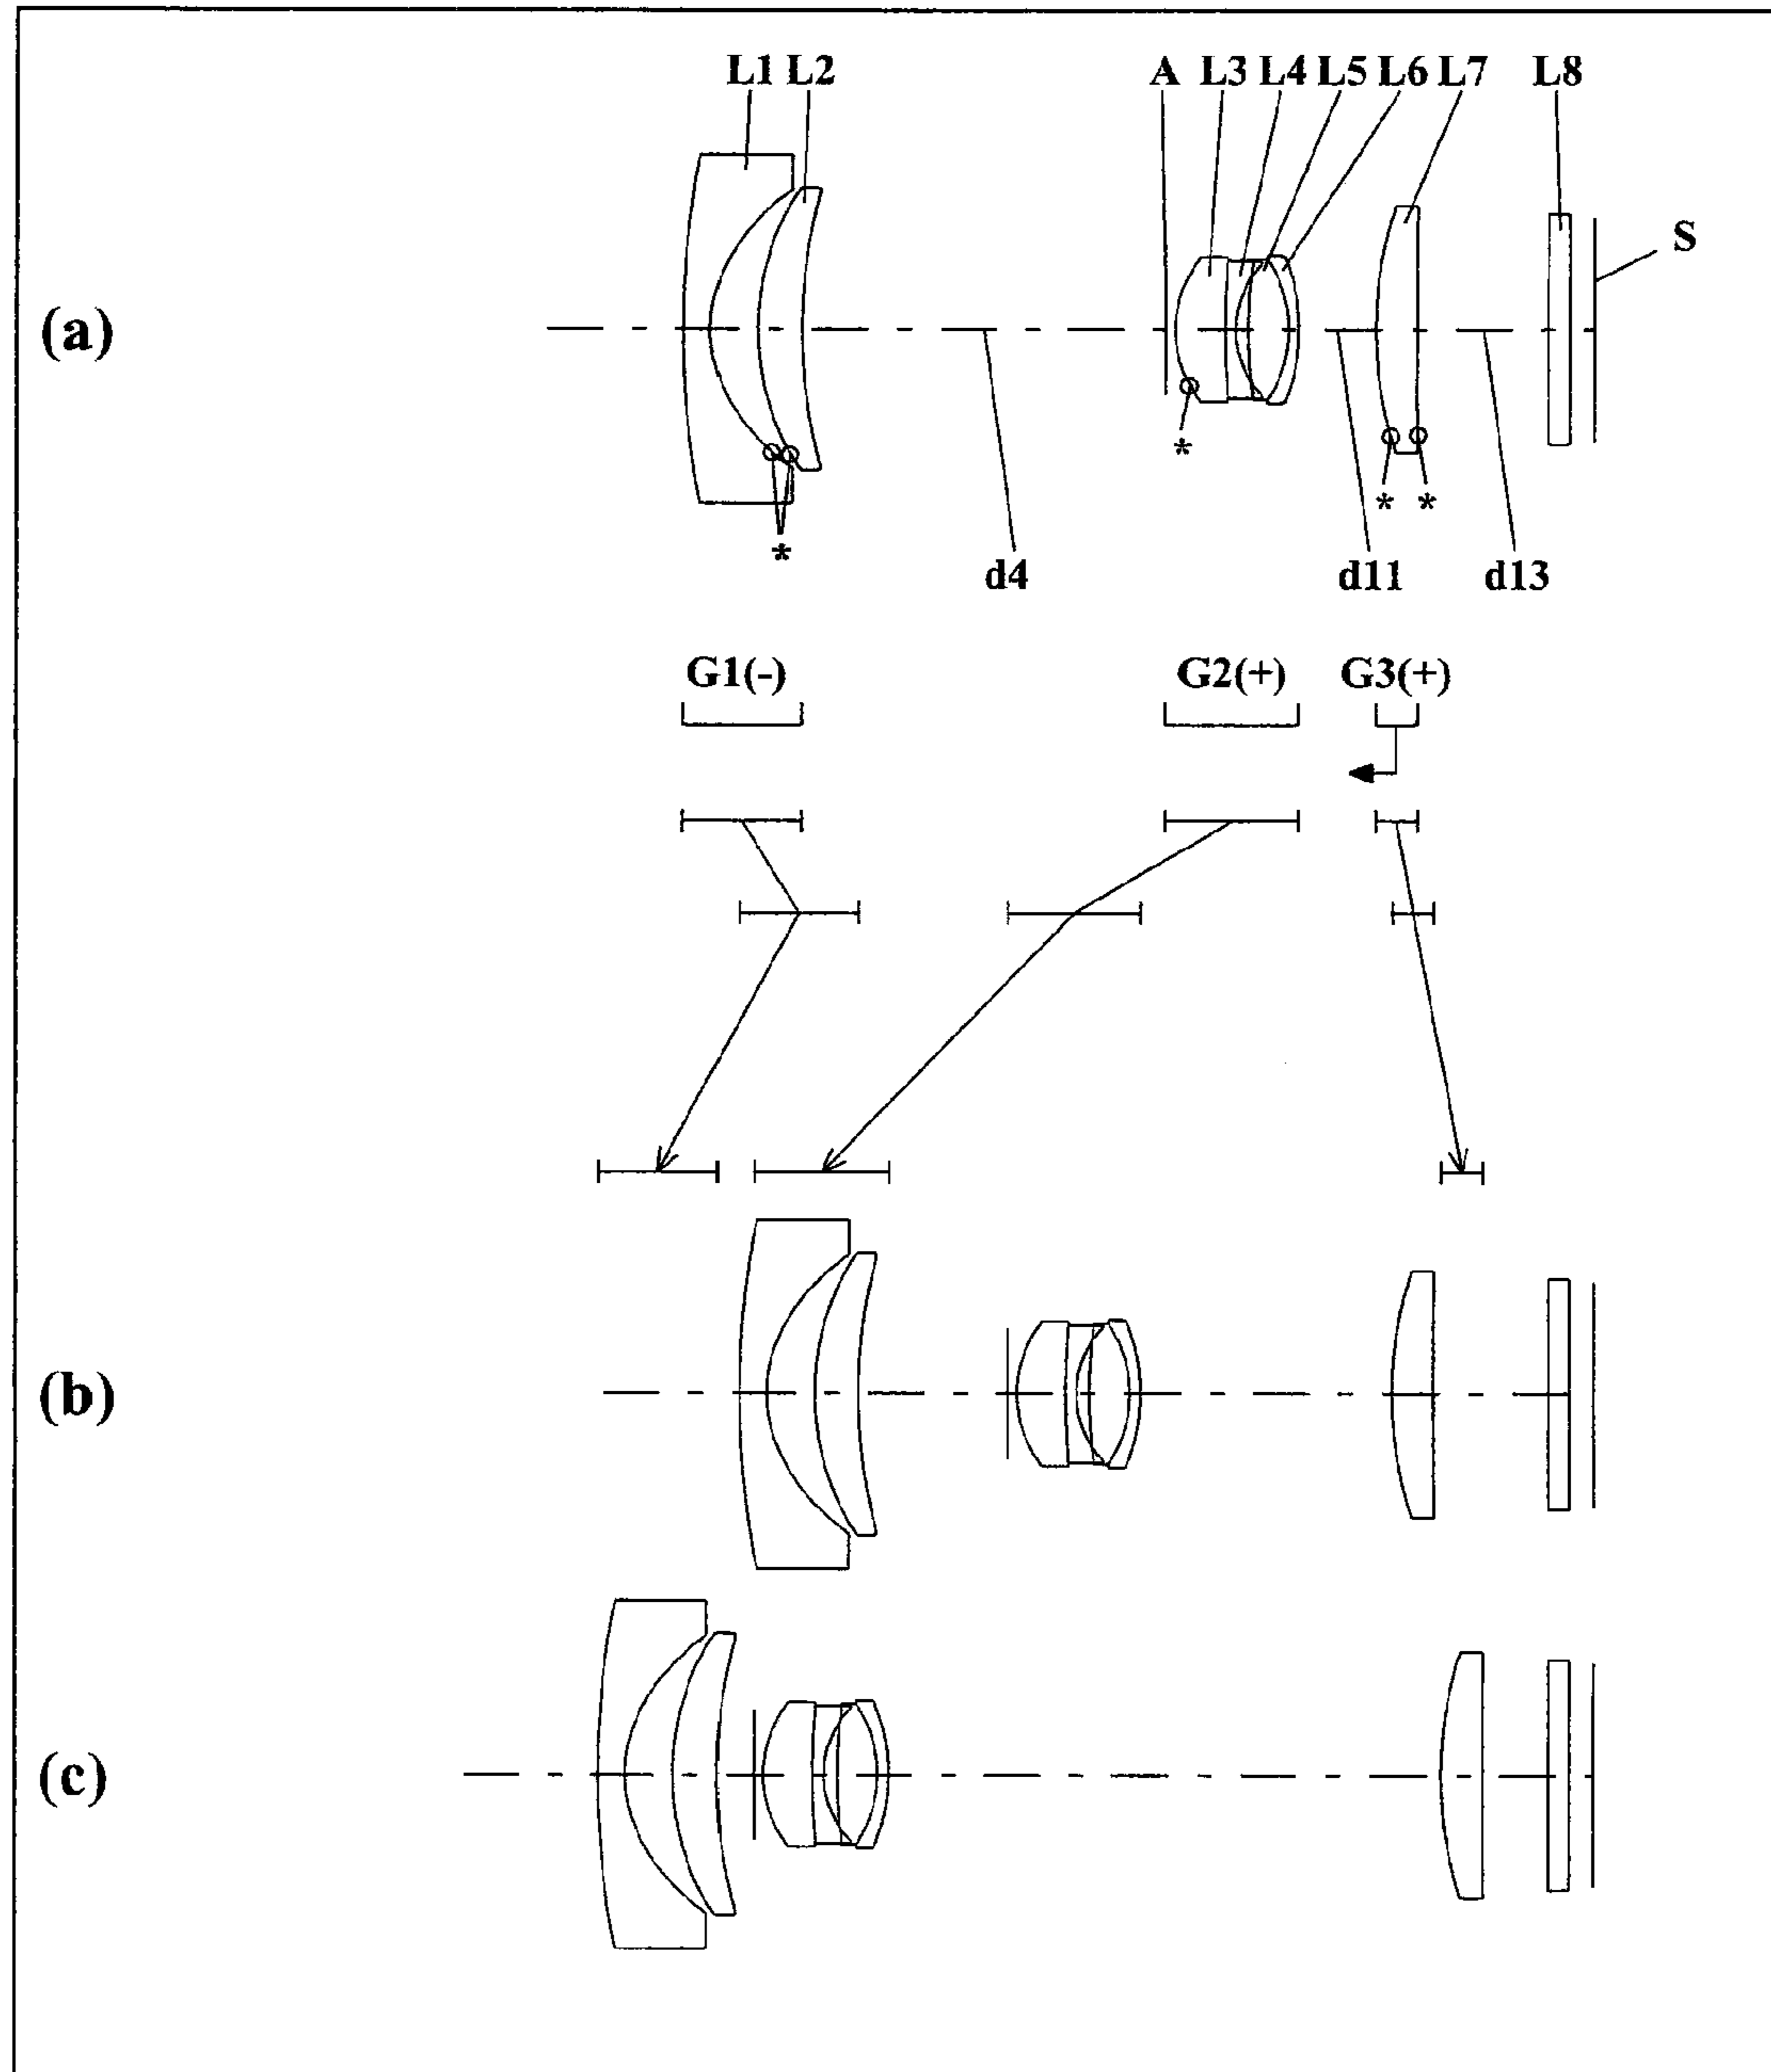 L1 L2 A L3 L4 L5 L6 L7 L8
S
(a)
*
* *
*
d4 d11 d13
G1(-) G2(+) G3(+)
(b)
(c)